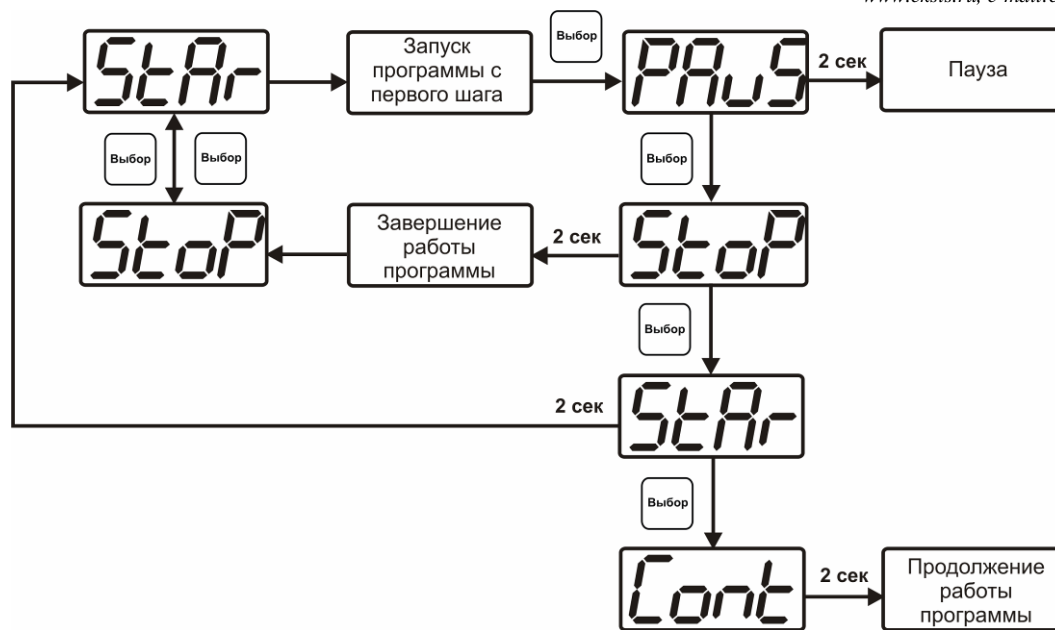 Выбор
StAr
Запуск
программы с
первого шага
PAuS
2 сек
Пауза
Выбор
Выбор
Выбор
StoP
Завершение
работы
программы
2 сек
StoP
Выбор
2 сек
StAr
Выбор
Cont
2 сек
Продолжение
работы
программы